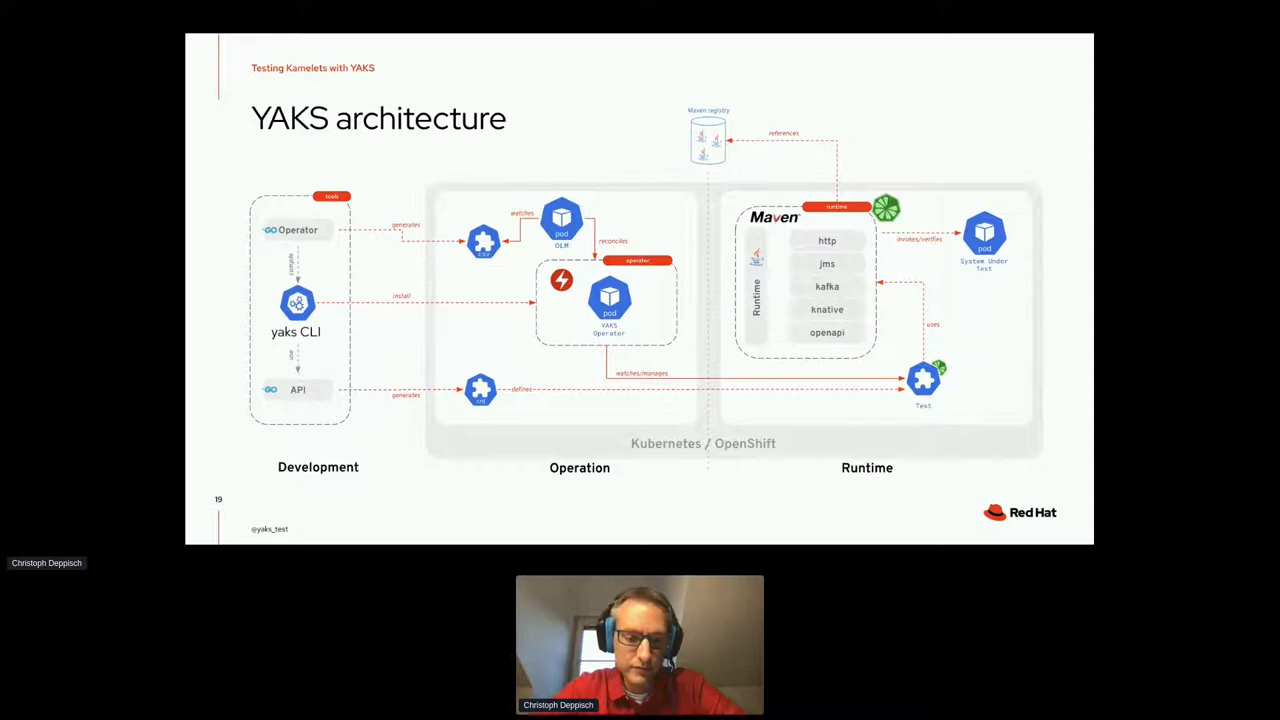 Testing Kamelets with YAKS
YAKS architecture
Maven registry
references
tools
Operator
compile
yaks CLI
use
API
generates
install
generates
watches
pod
OLM
reconciles
operator
pod
YAKS
Operator
crd
defines
watches/manages
Maven
runtime
Runtime
http
jms
kafka
knative
openapi
invokes/verifies
pod
System Under
Test
uses
Test
Kubernetes / OpenShift
Development
Operation
Runtime
19
@yaks_test
Red Hat
Christoph Deppisch
Christoph Deppisch